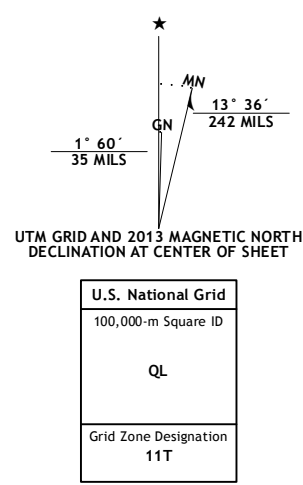 MN
GN
13° 36´
242 MILS
1° 60´
35 MILS
UTM GRID AND 2013 MAGNETIC NORTH
DECLINATION AT CENTER OF SHEET
U.S. National Grid
100,000-m Square ID
QL
Grid Zone Designation
11T